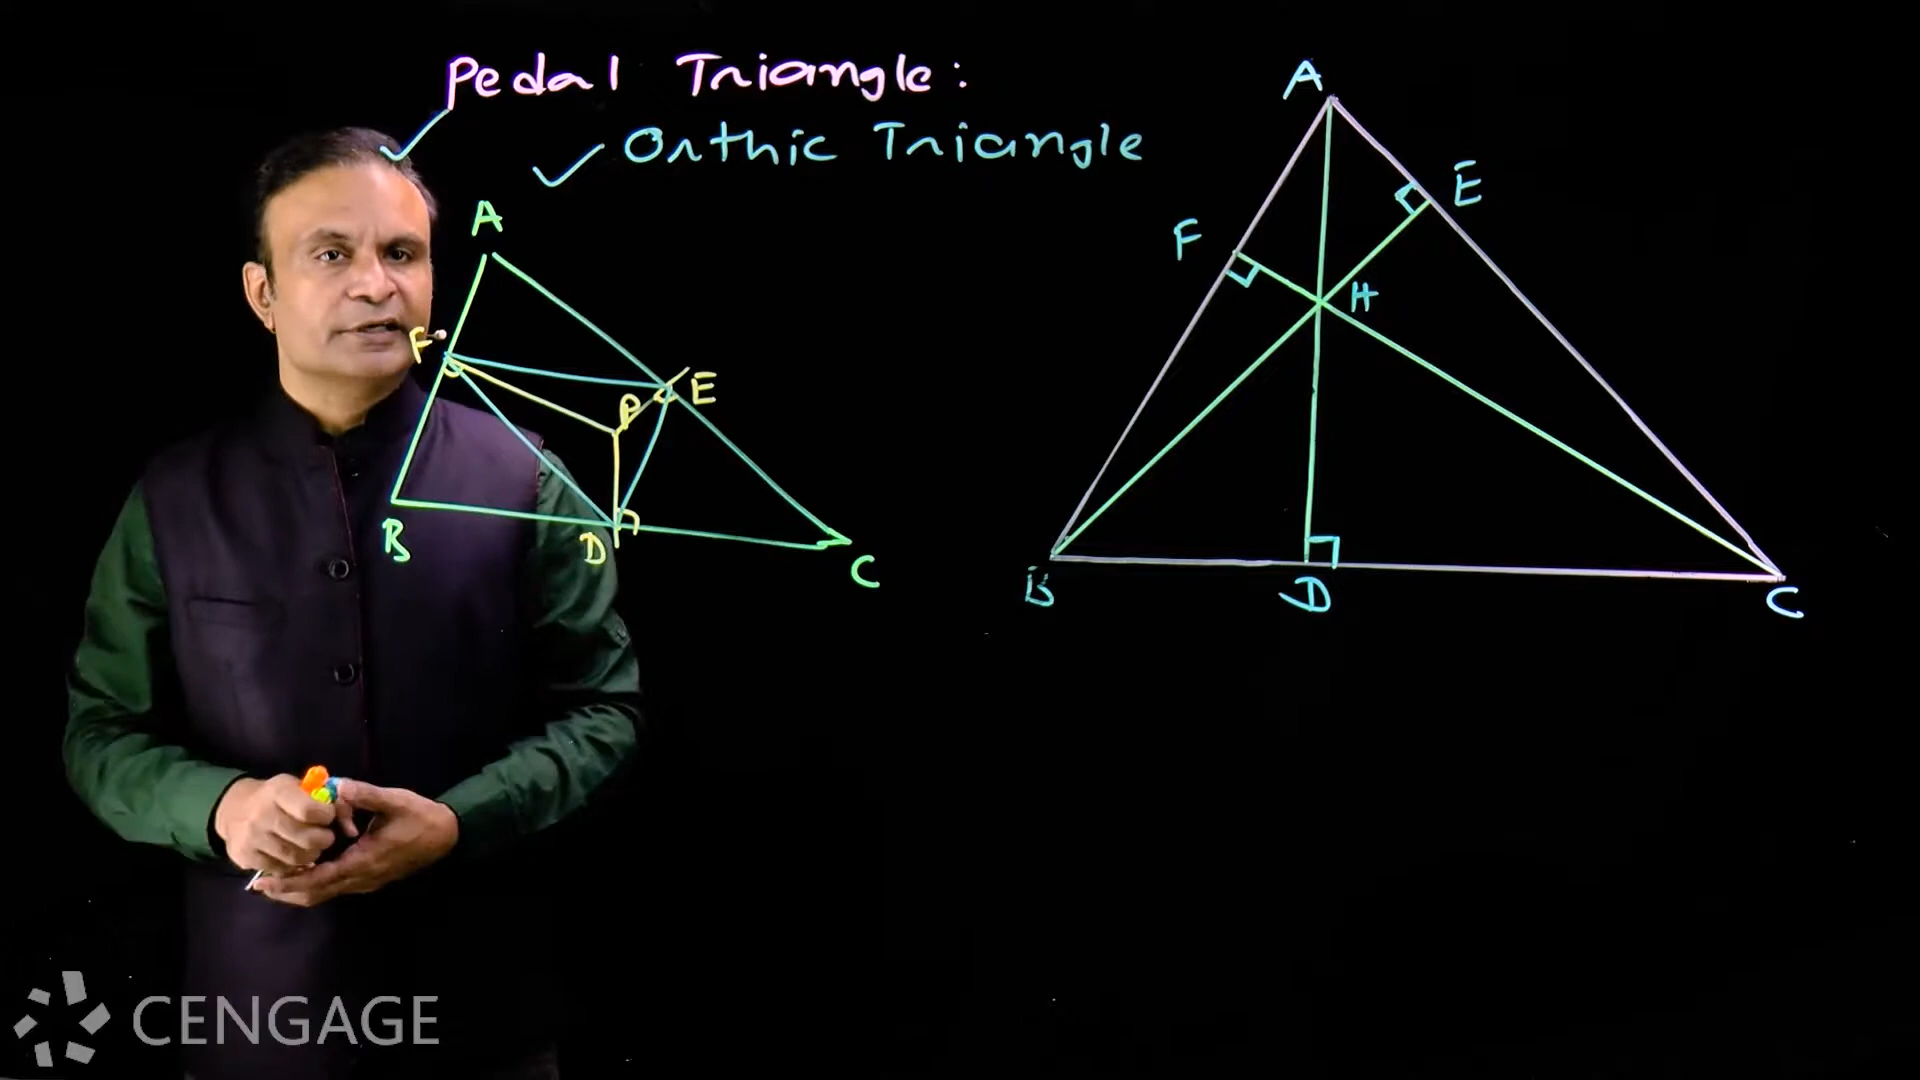 Pedal Triangle:
Orthic Triangle
A
F
P
E
B
D
C
A
E
F
H
B
D
C
CENGAGE